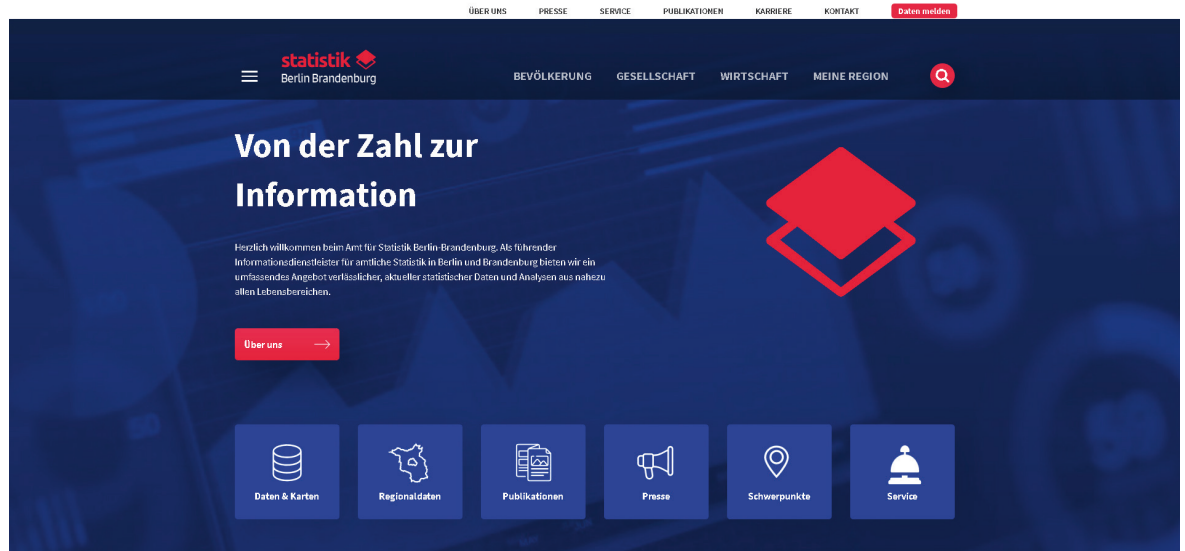 ÜBER UNS PRESSE SERVICE PUBLIKATIONEN KARRIERE KONTAKT Daten melden
statistik
Berlin Brandenburg
BEVÖLKERUNG GESELLSCHAFT WIRTSCHAFT MEINE REGION
Von der Zahl zur
Information
Herzlich willkommen beim Amt für Statistik Berlin-Brandenburg. Als führender
Informationsdienstleister für amtliche Statistik in Berlin und Brandenburg bieten wir ein
umfassendes Angebot verlässlicher, aktueller statistischer Daten und Analysen aus nahezu
allen Lebensbereichen.
Über uns
Daten & Karten Regionaldaten Publikationen Presse Schwerpunkte Service